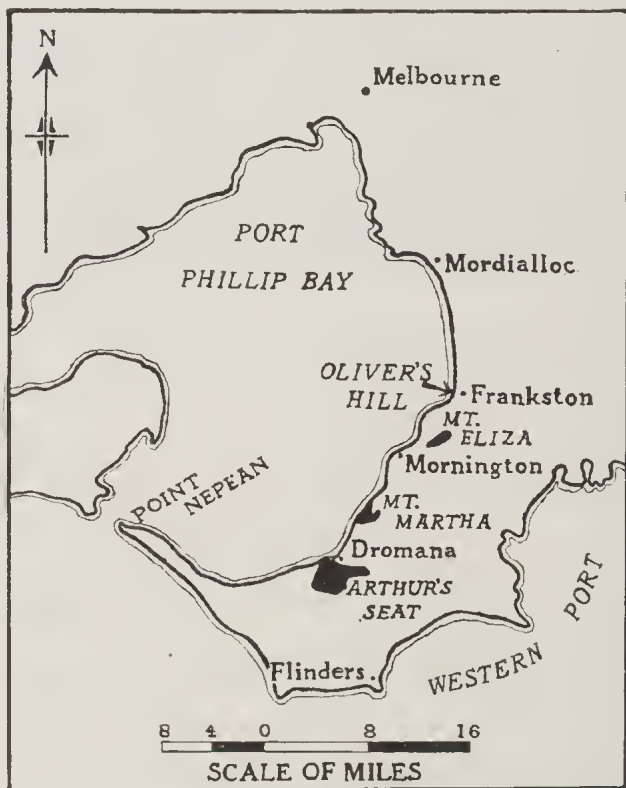 N
Melbourne
PORT
PHILLIP BAY
Mordialloc
OLIVER'S
HILL
Frankston
MT.
ELIZA
Mornington
POINT
NEPEAN
MT.
MARTHA
Dromana
ARTHUR'S
SEAT
PORT
WESTERN
Flinders.
8 4 0 8 16
SCALE OF MILES